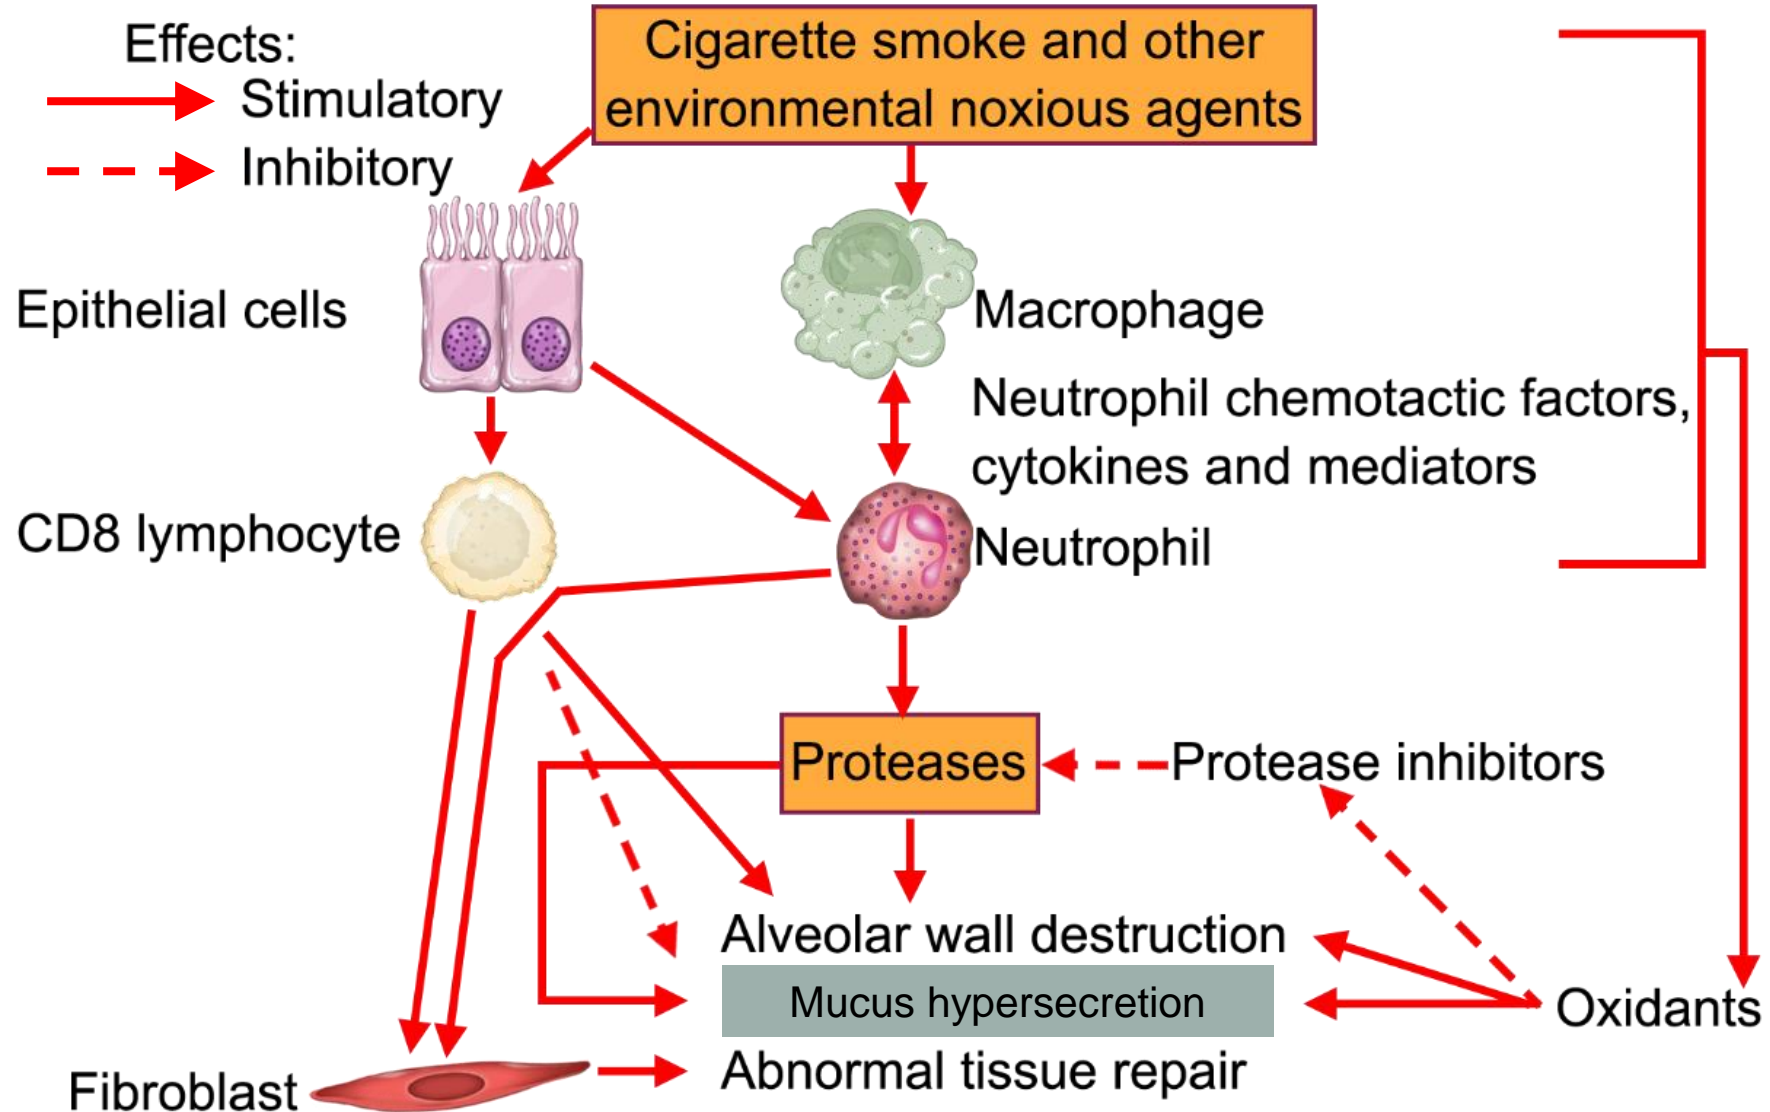 Effects:
Stimulatory
Inhibitory
Cigarette smoke and other
environmental noxious agents
Epithelial cells
Macrophage
Neutrophil chemotactic factors,
cytokines and mediators
CD8 lymphocyte
Neutrophil
Proteases
Protease inhibitors
Alveolar wall destruction
Mucus hypersecretion
Oxidants
Abnormal tissue repair
Fibroblast